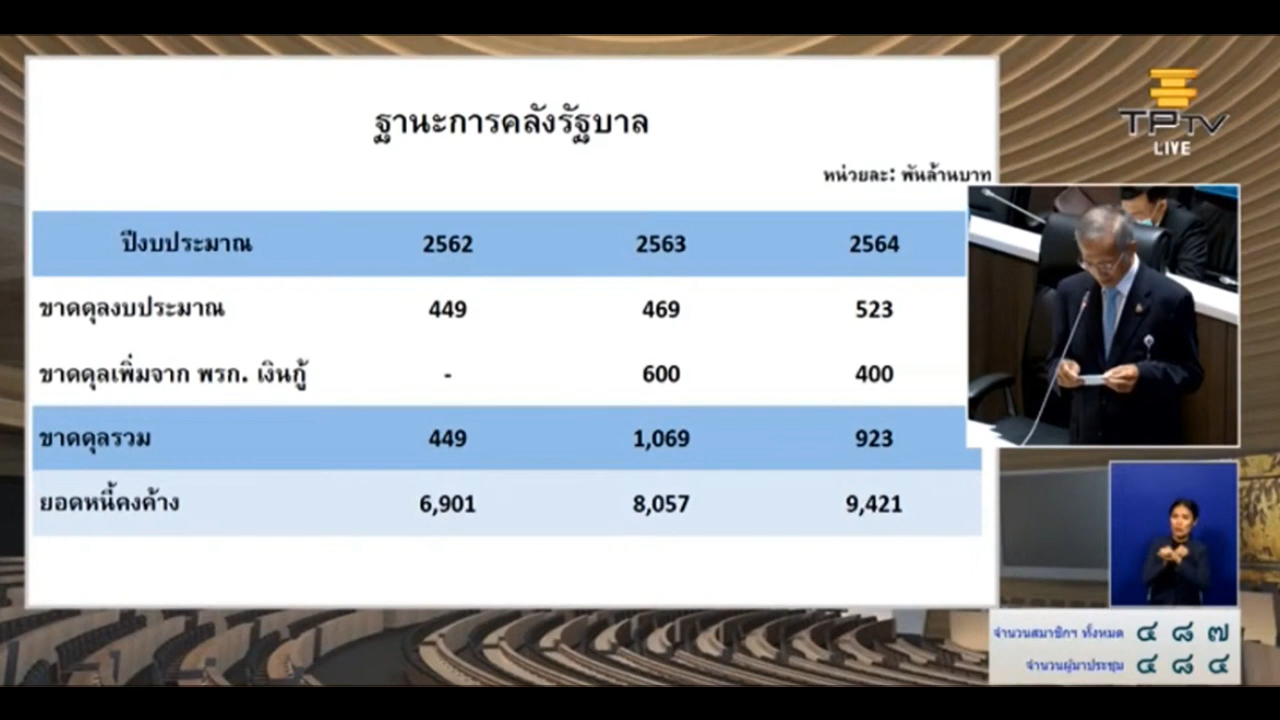 ฐานะการคลังรัฐบาล
TPTV
LIVE
หน่วยละ: พันล้านบาท
ปีงบประมาณ 2562 2563 2564
ขาดดุลงบประมาณ 449 469 523
ขาดดุลเพิ่มจาก พรก. เงินกู้ - 600 400
ขาดดุลรวม 449 1,069 923
ยอดหนี้คงค้าง 6,901 8,057 9,421
จำนวนสมาชิกฯ ทั้งหมด ๔ ๘ ๗
จำนวนผู้มาประชุม ๔ ๘ ๔